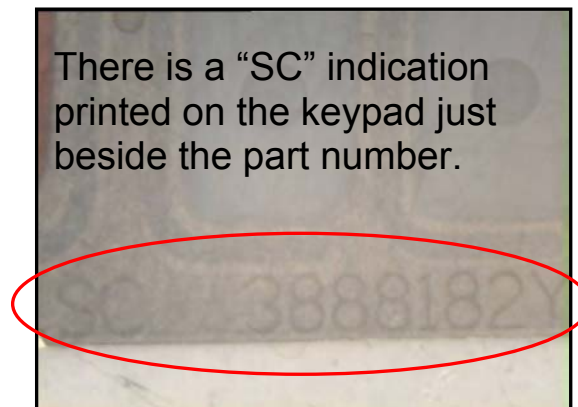 There is a “SC” indication
printed on the keypad just
beside the part number.
SC 3888182Y